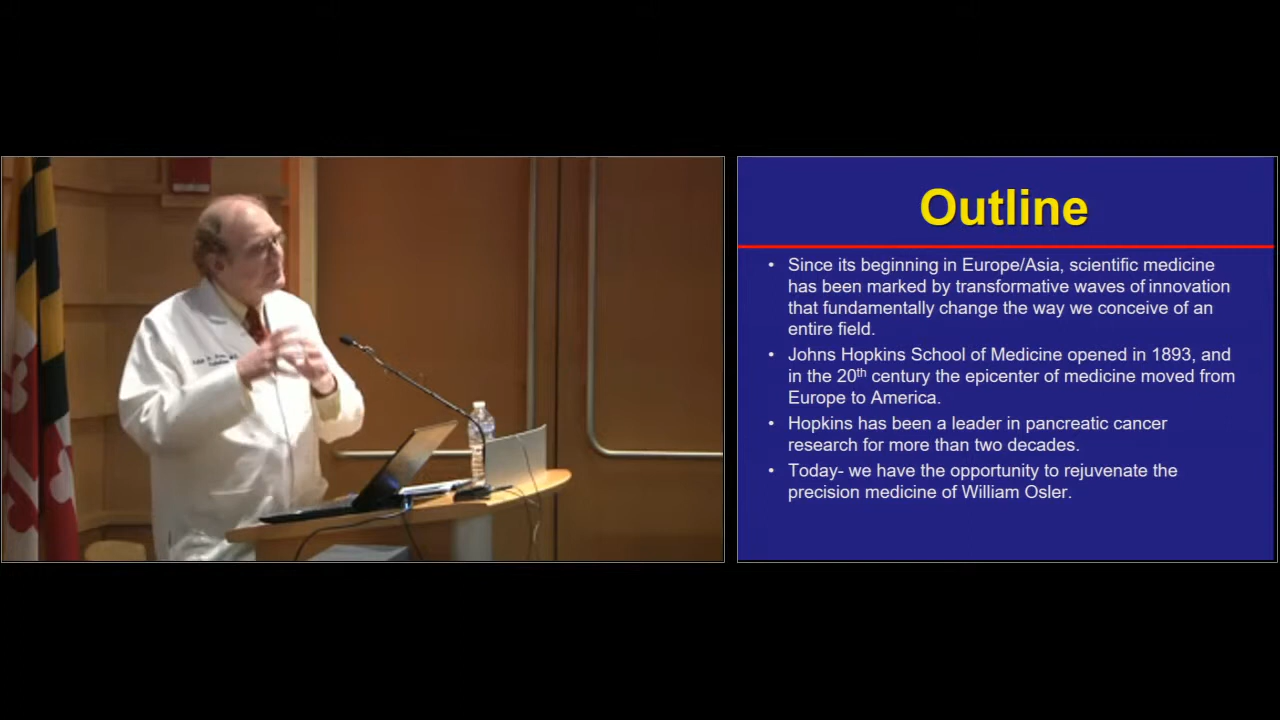 Outline
• Since its beginning in Europe/Asia, scientific medicine
has been marked by transformative waves of innovation
that fundamentally change the way we conceive of an
entire field.
• Johns Hopkins School of Medicine opened in 1893, and
in the 20th century the epicenter of medicine moved from
Europe to America.
• Hopkins has been a leader in pancreatic cancer
research for more than two decades.
• Today- we have the opportunity to rejuvenate the
precision medicine of William Osler.